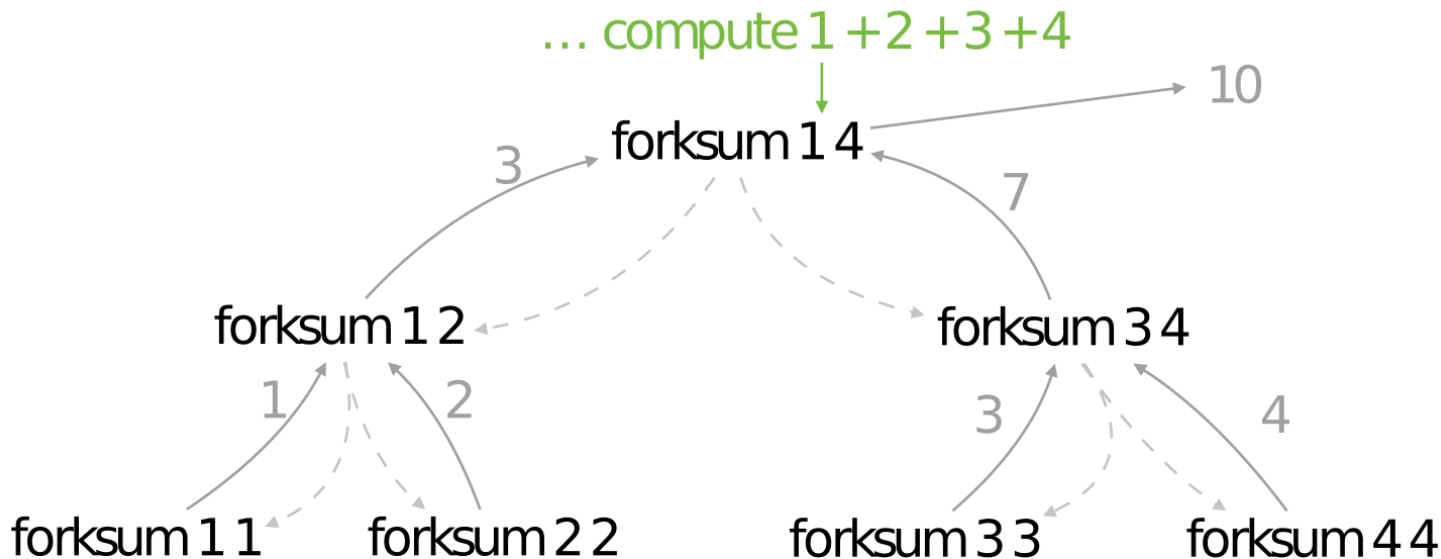 ... compute 1 + 2 + 3 + 4
10
forksum 1 4
3
7
forksum 1 2
forksum 3 4
1
2
3
4
forksum 1 1
forksum 2 2
forksum 3 3
forksum 4 4